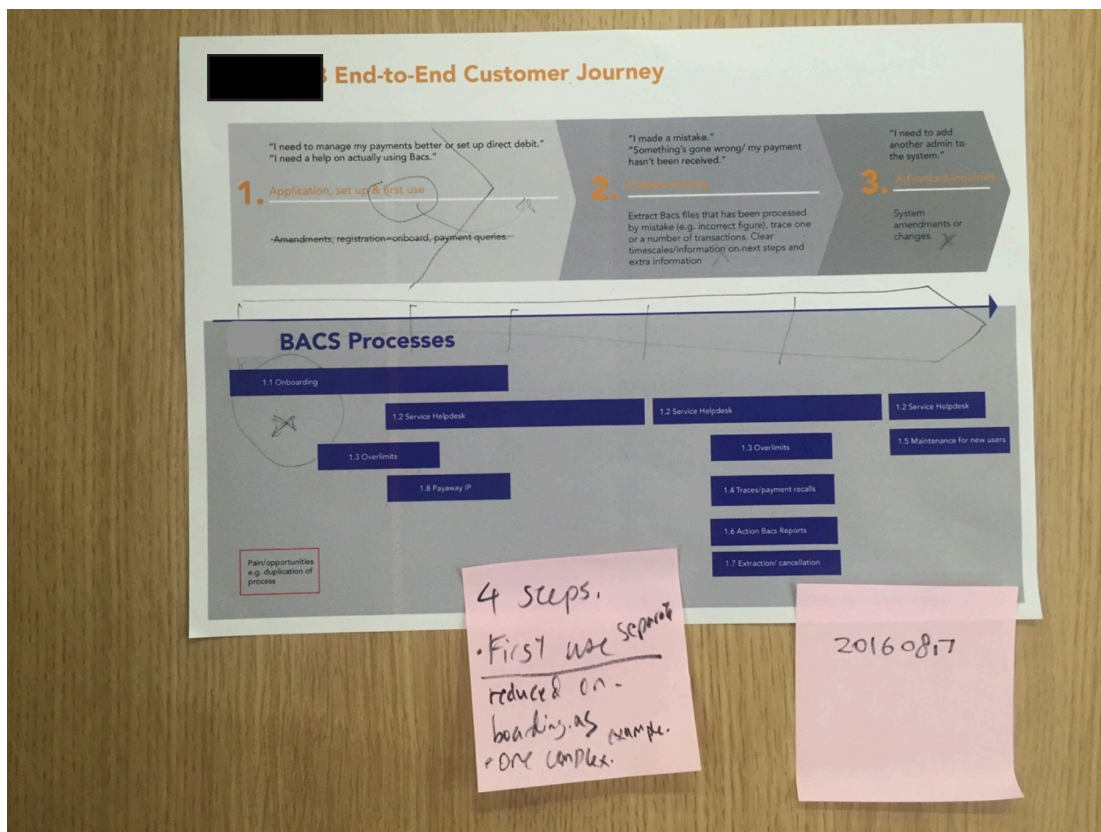 End-to-End Customer Journey
"I need to manage my payments better or set up direct debit."
"I need a help on actually using Bacs."
1.
Application, set up & first use
Amendments, registration=onboard, payment queries.
"I made a mistake."
"Something's gone wrong/ my payment
hasn't been received."
2.
Extract Bacs files that has been processed
by mistake (e.g. incorrect figure), trace one
or a number of transactions. Clear
timescales/information on next steps and
extra information
"I need to add
another admin to
the system."
3.
Advanced inquiries
System
amendments or
changes.
BACS Processes
1.1 Onboarding
1.2 Service Helpdesk
1.2 Service Helpdesk
1.2 Service Helpdesk
1.3 Overlimits
1.3 Overlimits
1.5 Maintenance for new users
1.8 Payaway IP
1.4 Traces/payment recalls
1.6 Action Bacs Reports
1.7 Extraction/ cancellation
Pain/opportunities
e.g. duplication of
process
4 steps.
• First use separate
reduced on-
boarding as example.
• one complex.
20160817